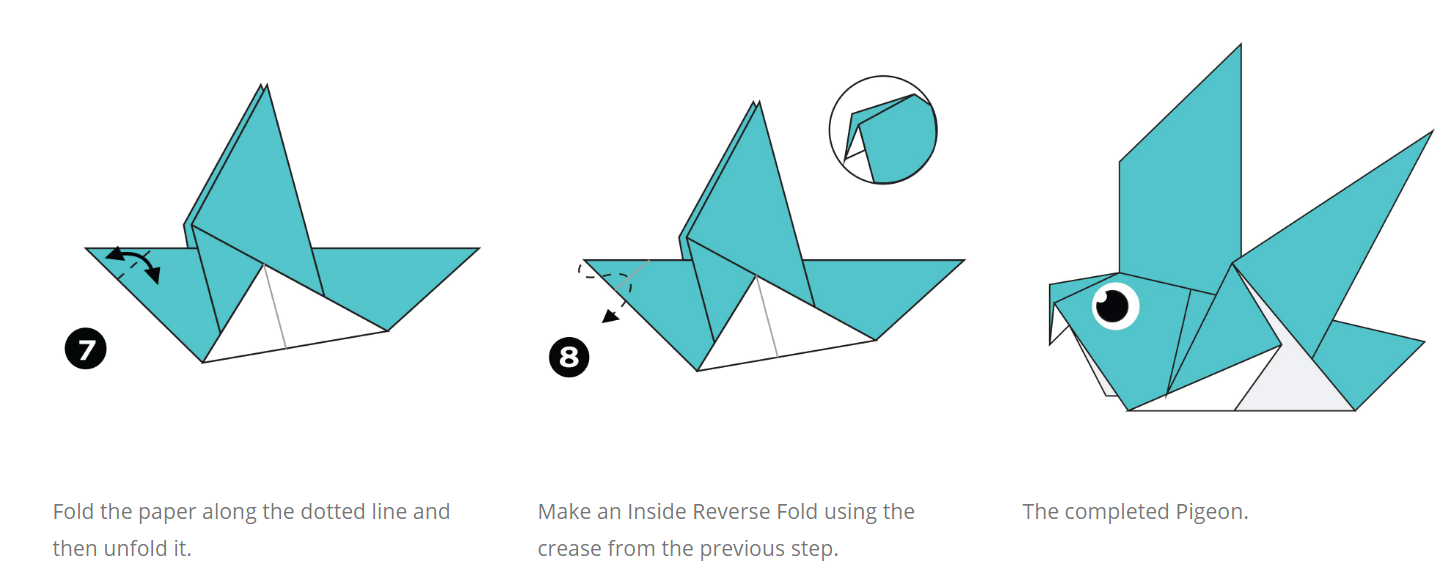 7
8
Fold the paper along the dotted line and
then unfold it.
Make an Inside Reverse Fold using the
crease from the previous step.
The completed Pigeon.